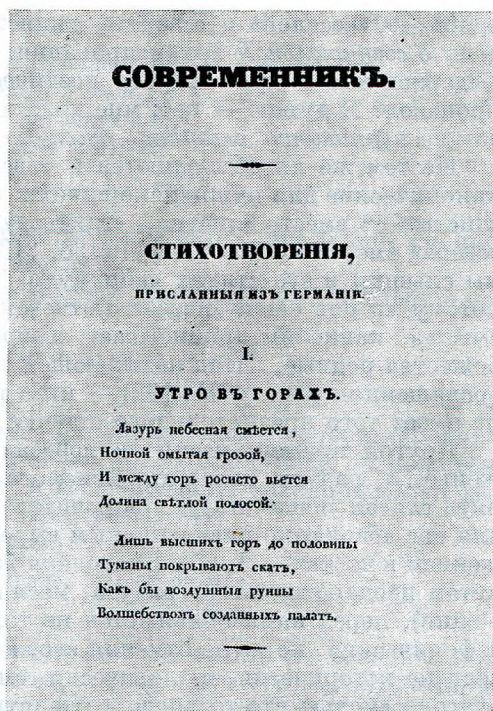 СОВРЕМЕННИКЪ.
СТИХОТВОРЕНІЯ,
ПРИСЛАННЫЯ ИЗЪ ГЕРМАНІИ.
I.
УТРО ВЪ ГОРАХЪ.
Лазурь небесная смѣется,
Ночной омытая грозой,
И между горъ росисто вьется
Долина свѣтлой полосой.
Лишь высшихъ горъ до половины
Туманы покрываютъ скатъ,
Какъ бы воздушныя руины
Волшебствомъ созданныхъ палатъ.